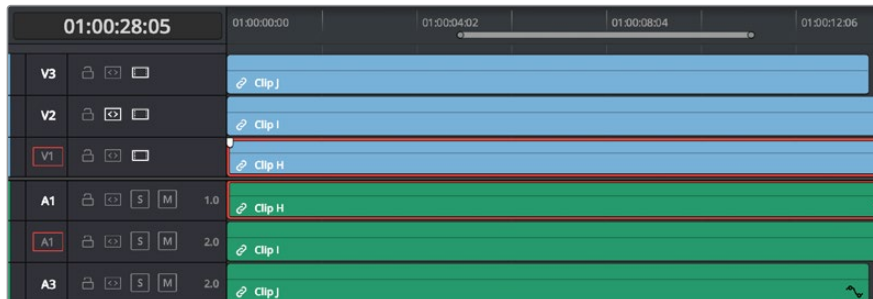 01:00:28:05 01:00:00:00 01:00:04:02 01:00:08:04 01:00:12:06
V3 Clip J
V2 Clip I
V1 Clip H
A1 S M 1.0 Clip H
A1 S M 2.0 Clip I
A3 S M 2.0 Clip J